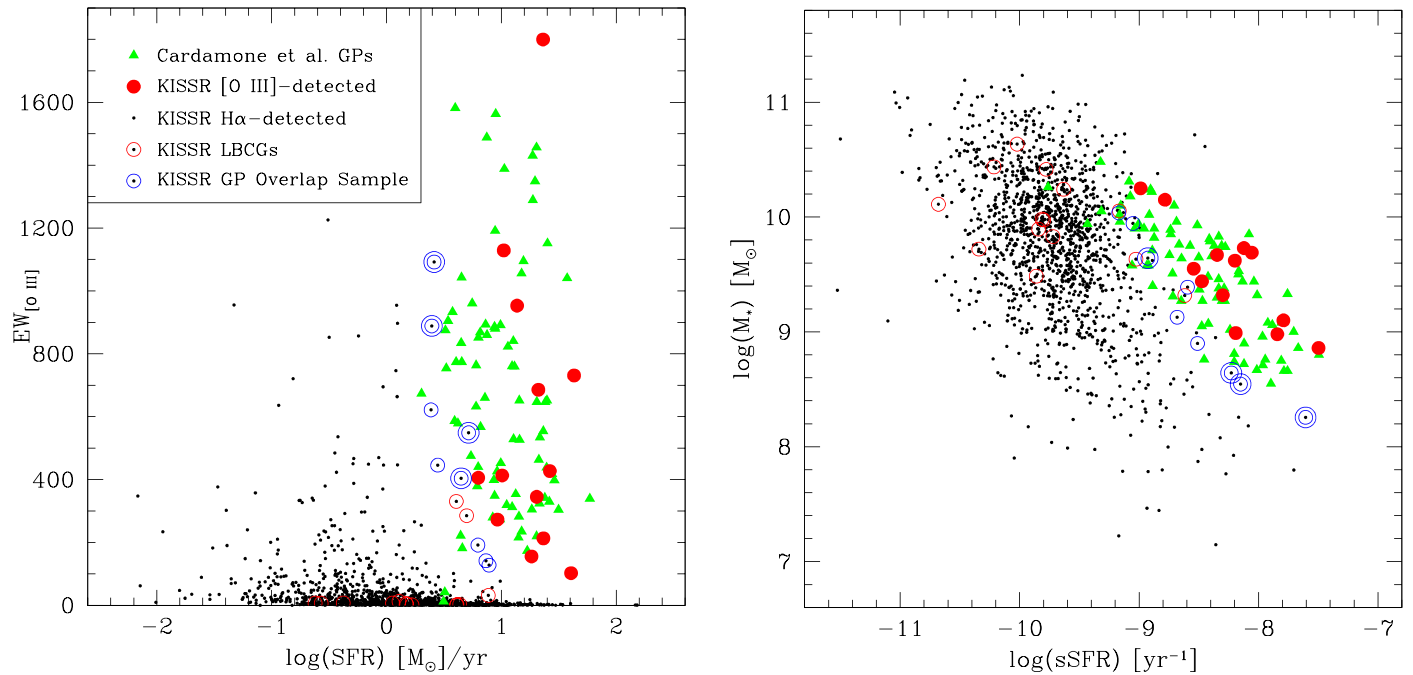 Cardamone et al. GPs
KISSR [O III]-detected
KISSR Hα-detected
KISSR LBCGs
KISSR GP Overlap Sample
EW[O III]
1600
1200
800
400
0
−2 −1 0 1 2
log(SFR) [M⊙]/yr
log(M*) [M⊙]
11
10
9
8
7
−11 −10 −9 −8 −7
log(sSFR) [yr⁻¹]